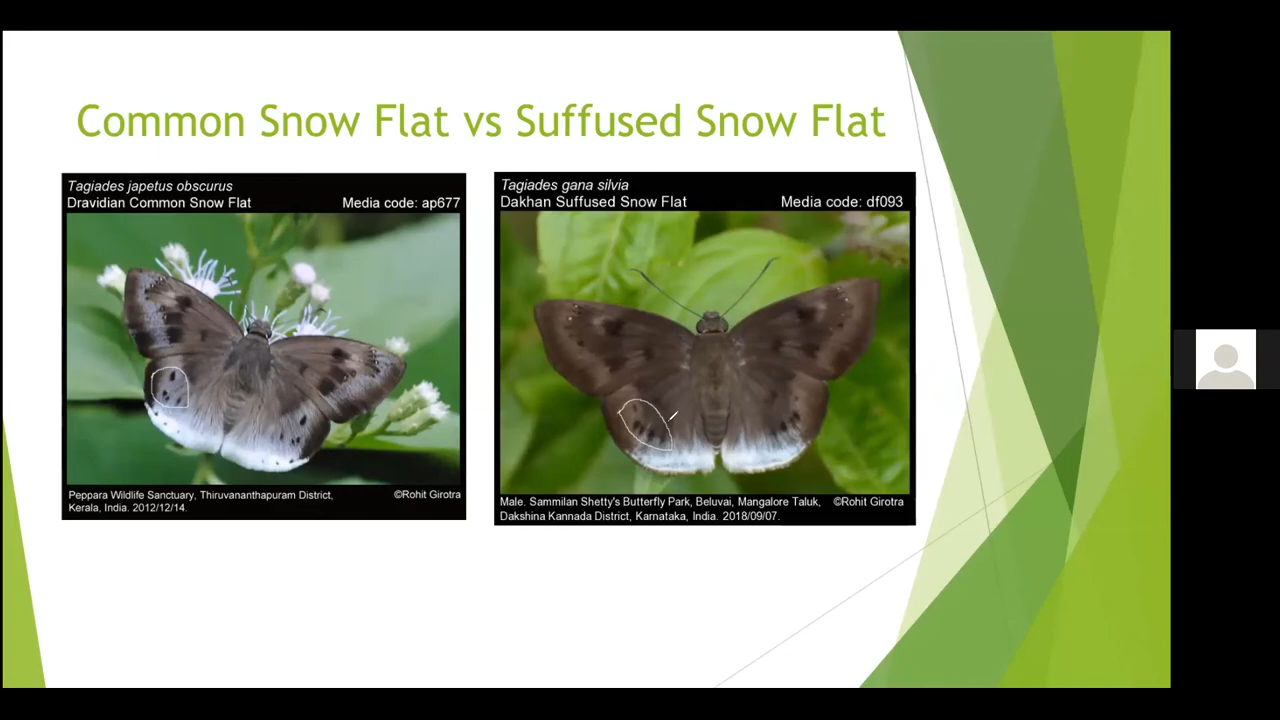 Common Snow Flat vs Suffused Snow Flat
Tagiades japetus obscurus
Dravidian Common Snow Flat Media code: ap677
Peppara Wildlife Sanctuary, Thiruvananthapuram District, ©Rohit Girotra
Kerala, India. 2012/12/14.
Tagiades gana silvia
Dakhan Suffused Snow Flat Media code: df093
Male. Sammilan Shetty's Butterfly Park, Beluvai, Mangalore Taluk, ©Rohit Girotra
Dakshina Kannada District, Karnataka, India. 2018/09/07.